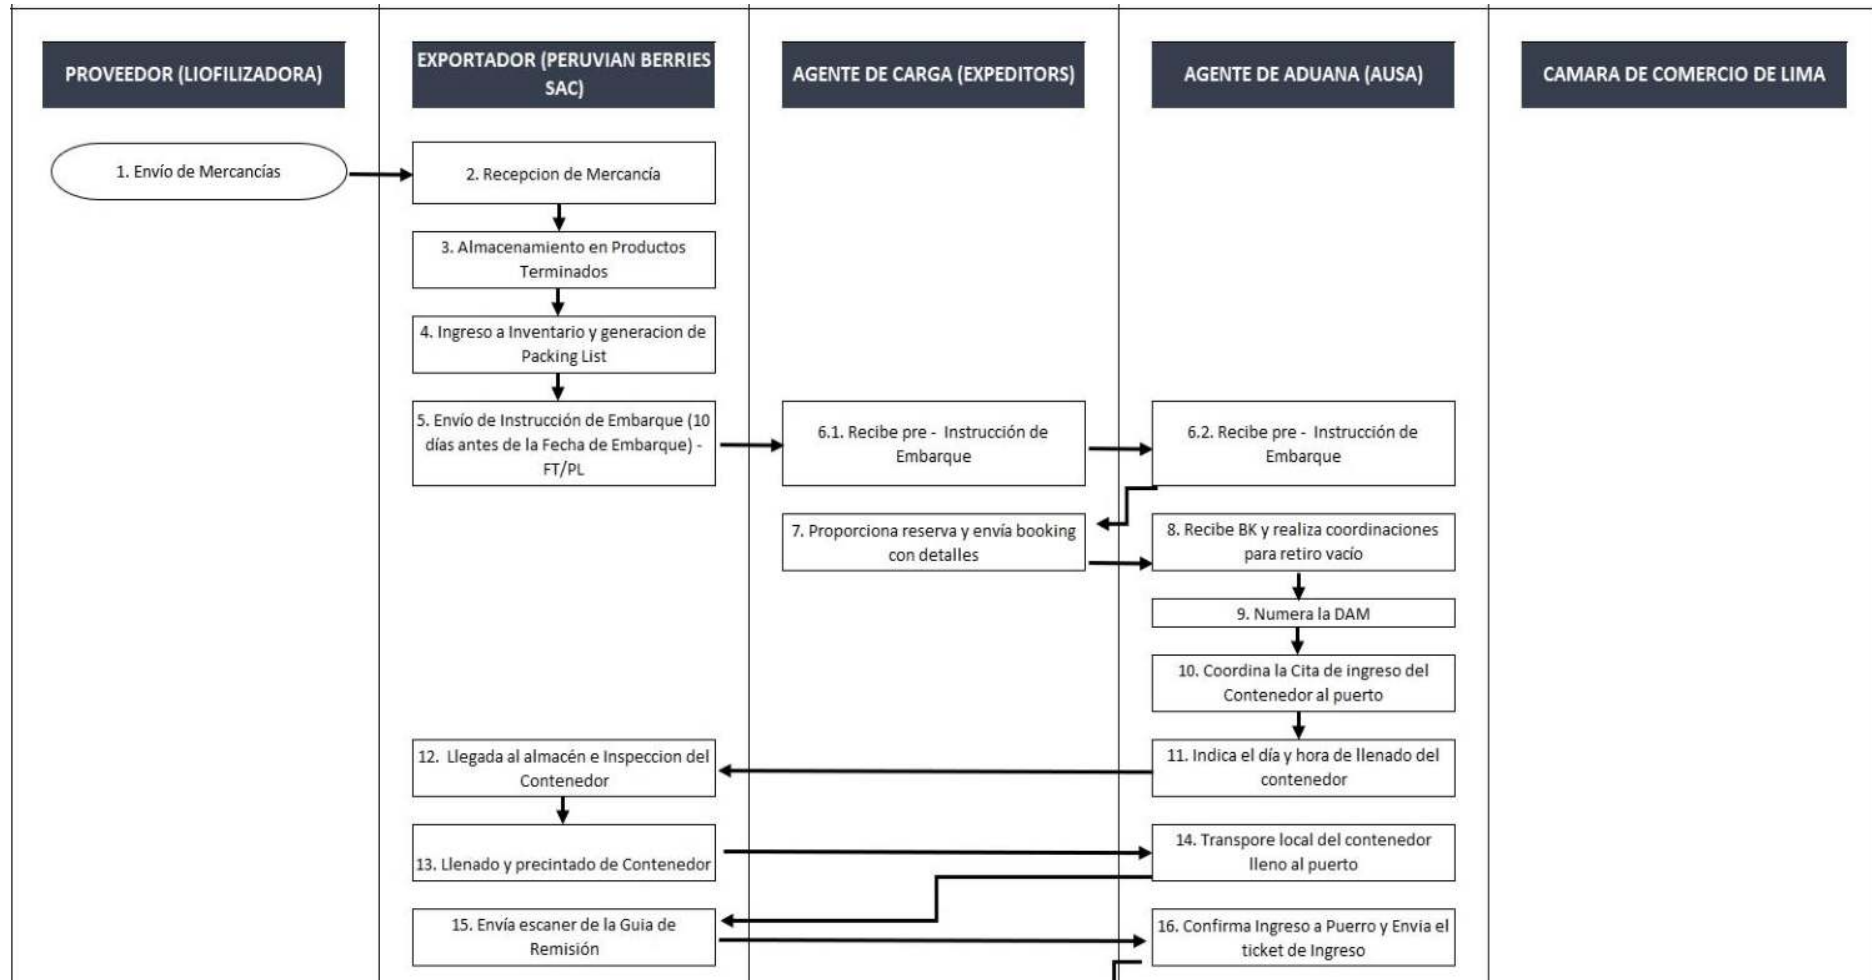 PROVEEDOR (LIOFILIZADORA)
EXPORTADOR (PERUVIAN BERRIES
SAC)
AGENTE DE CARGA (EXPEDITORS)
AGENTE DE ADUANA (AUSA)
CAMARA DE COMERCIO DE LIMA
1. Envío de Mercancías
2. Recepcion de Mercancía
3. Almacenamiento en Productos
Terminados
4. Ingreso a Inventario y generacion de
Packing List
5. Envío de Instrucción de Embarque (10
días antes de la Fecha de Embarque) -
FT/PL
6.1. Recibe pre - Instrucción de
Embarque
6.2. Recibe pre - Instrucción de
Embarque
7. Proporciona reserva y envía booking
con detalles
8. Recibe BK y realiza coordinaciones
para retiro vacío
9. Numera la DAM
10. Coordina la Cita de ingreso del
Contenedor al puerto
11. Indica el día y hora de llenado del
contenedor
12. Llegada al almacén e Inspeccion del
Contenedor
13. Llenado y precintado de Contenedor
14. Transpore local del contenedor
lleno al puerto
15. Envía escaner de la Guia de
Remisión
16. Confirma Ingreso a Puerro y Envia el
ticket de Ingreso